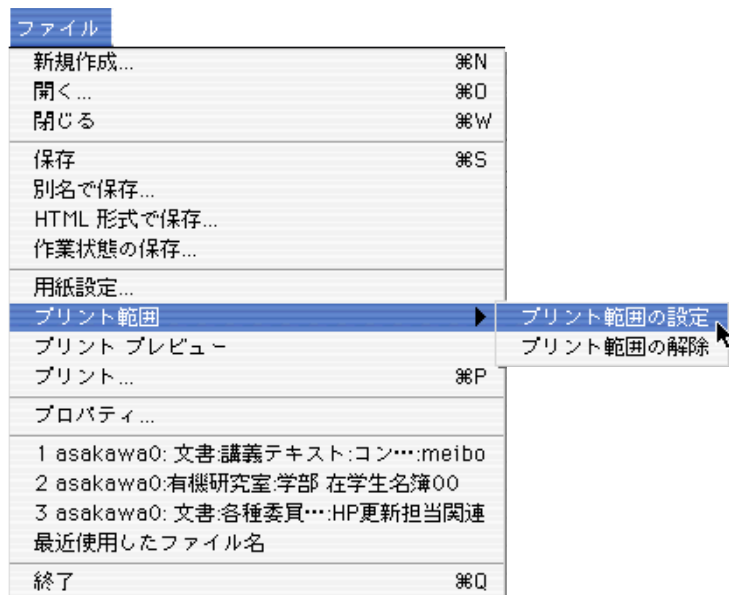 ファイル
新規作成... ⌘N
開く... ⌘O
閉じる ⌘W
保存 ⌘S
別名で保存...
HTML 形式で保存...
作業状態の保存...
用紙設定...
プリント範囲 ▶ プリント範囲の設定
プリント プレビュー プリント範囲の解除
プリント... ⌘P
プロパティ...
1 asakawa0: 文書:講義テキスト:コン…:meibo
2 asakawa0:有機研究室:学部 在学生名簿00
3 asakawa0: 文書:各種委員…:HP更新担当関連
最近使用したファイル名
終了 ⌘Q